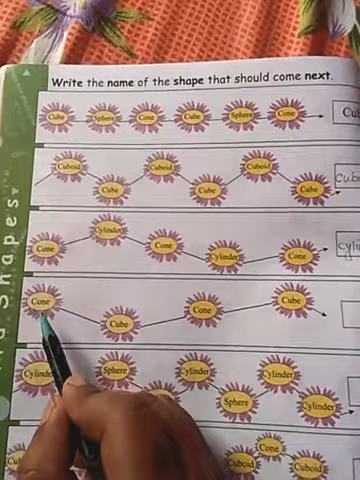 Write the name of the shape that should come next.
Cube Sphere Cone Cube Sphere Cone Cu
Cuboid Cube Cuboid Cube Cuboid Cube Cubo
Cone Cylinder Cone Cylinder Cone Cyli
Cone Cube Cone Cube
Cylinder Sphere Cylinder Sphere Cylinder Cylinder
Cuboid Cone Cuboid
Shapes